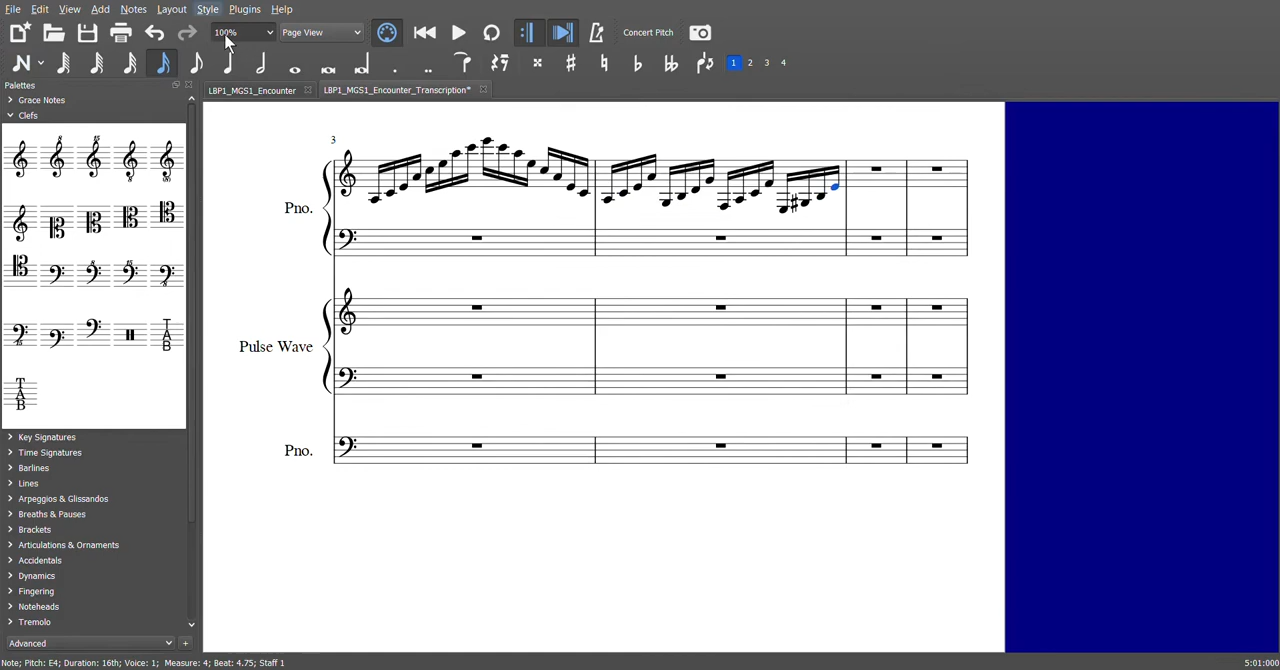 File Edit View Add Notes Layout Style Plugins Help
100% Page View Concert Pitch
1 2 3 4
Palettes
LBP1_MGS1_Encounter LBP1_MGS1_Encounter_Transcription*
Grace Notes
Clefs
3
Pno.
Pulse Wave
Pno.
Key Signatures
Time Signatures
Barlines
Lines
Arpeggios & Glissandos
Breaths & Pauses
Brackets
Articulations & Ornaments
Accidentals
Dynamics
Fingering
Noteheads
Tremolo
Advanced
Note; Pitch: E4; Duration: 16th; Voice: 1; Measure: 4; Beat: 4.75; Staff 1 5:01:000